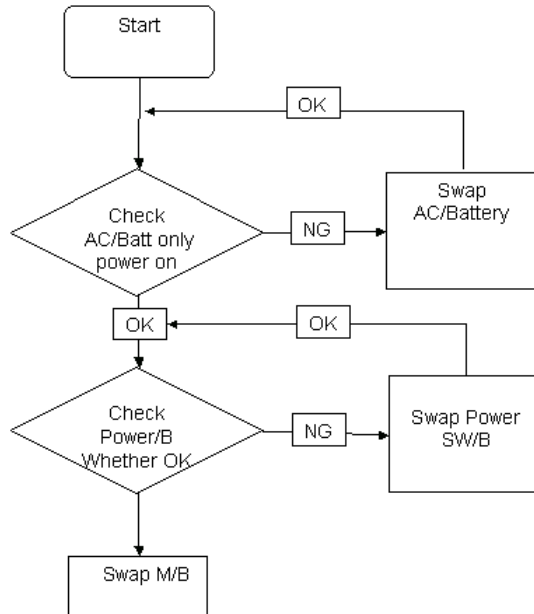 Start
OK
Check
AC/Batt only
power on
NG
Swap
AC/Battery
OK
OK
Check
Power/B
Whether OK
NG
Swap Power
SW/B
Swap M/B